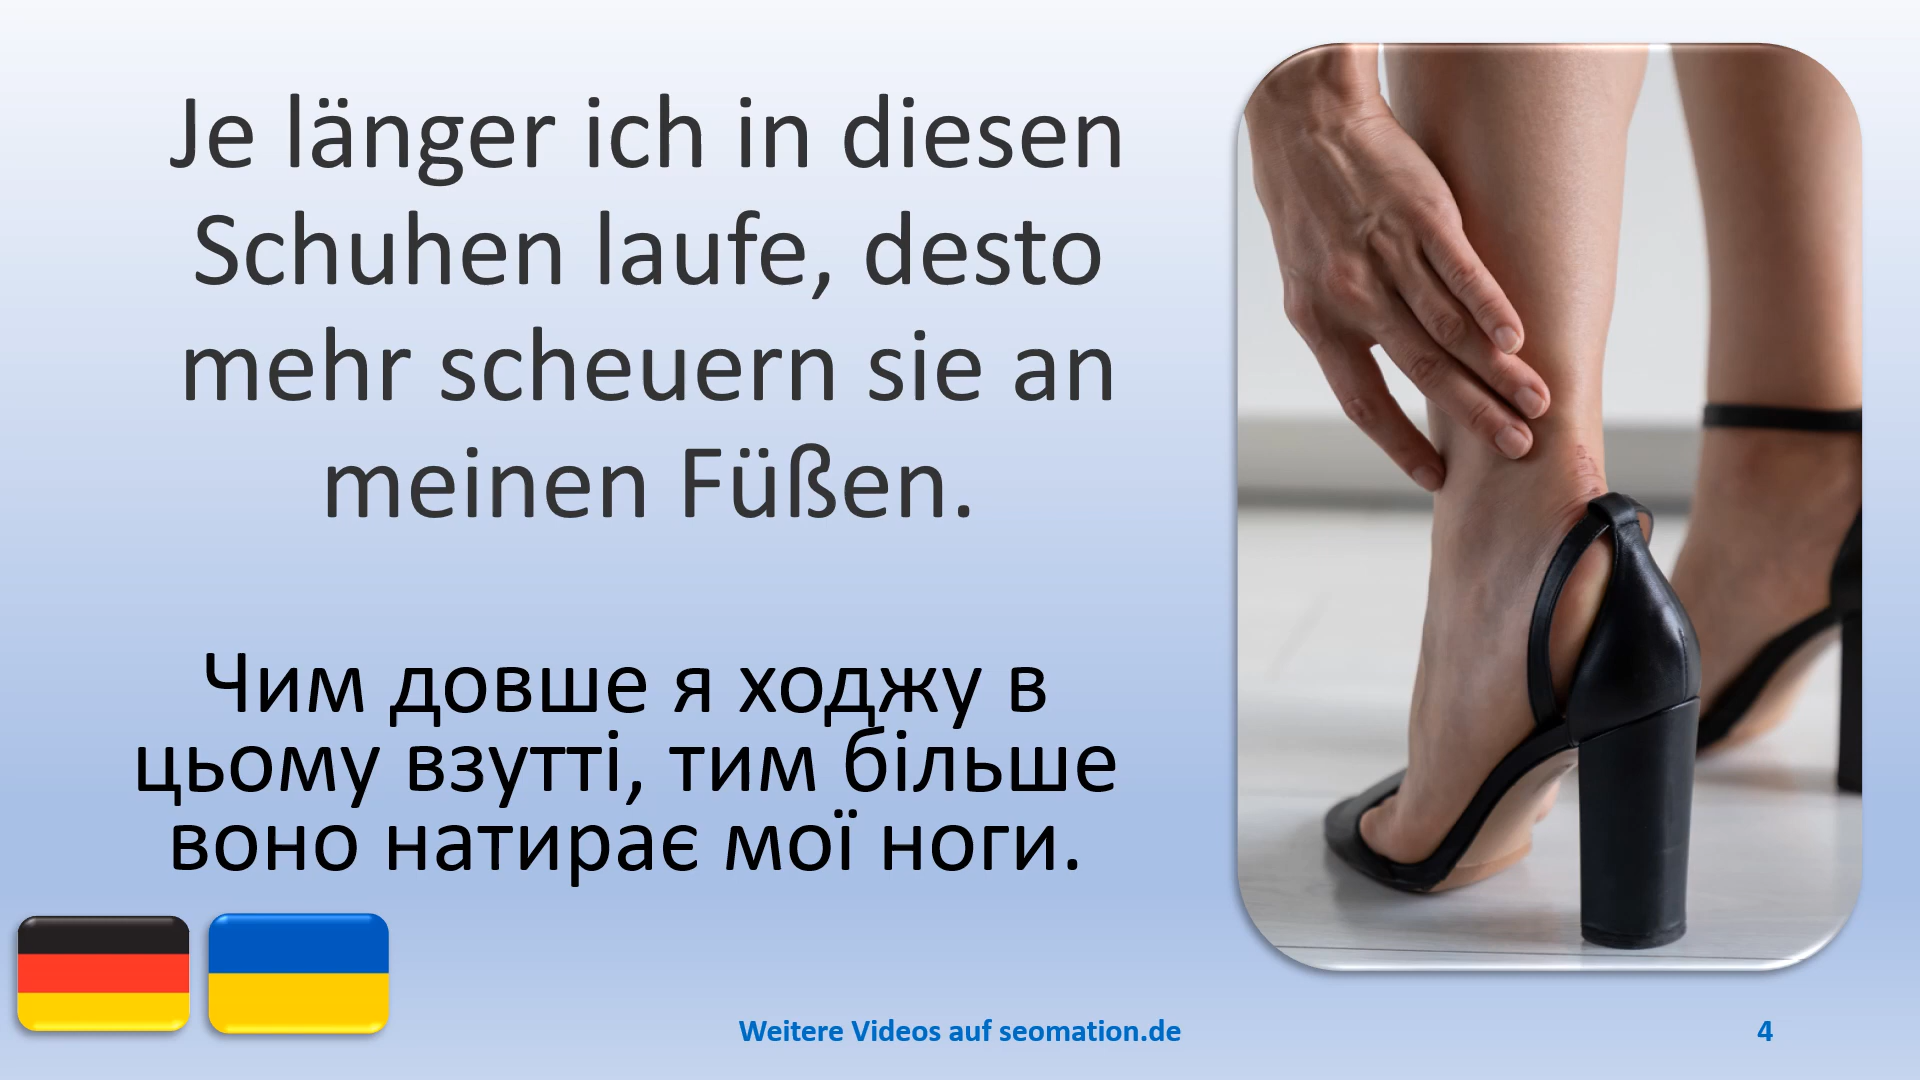 Je länger ich in diesen
Schuhen laufe, desto
mehr scheuern sie an
meinen Füßen.
Чим довше я ходжу в
цьому взутті, тим більше
воно натирає мої ноги.
Weitere Videos auf seomation.de
4